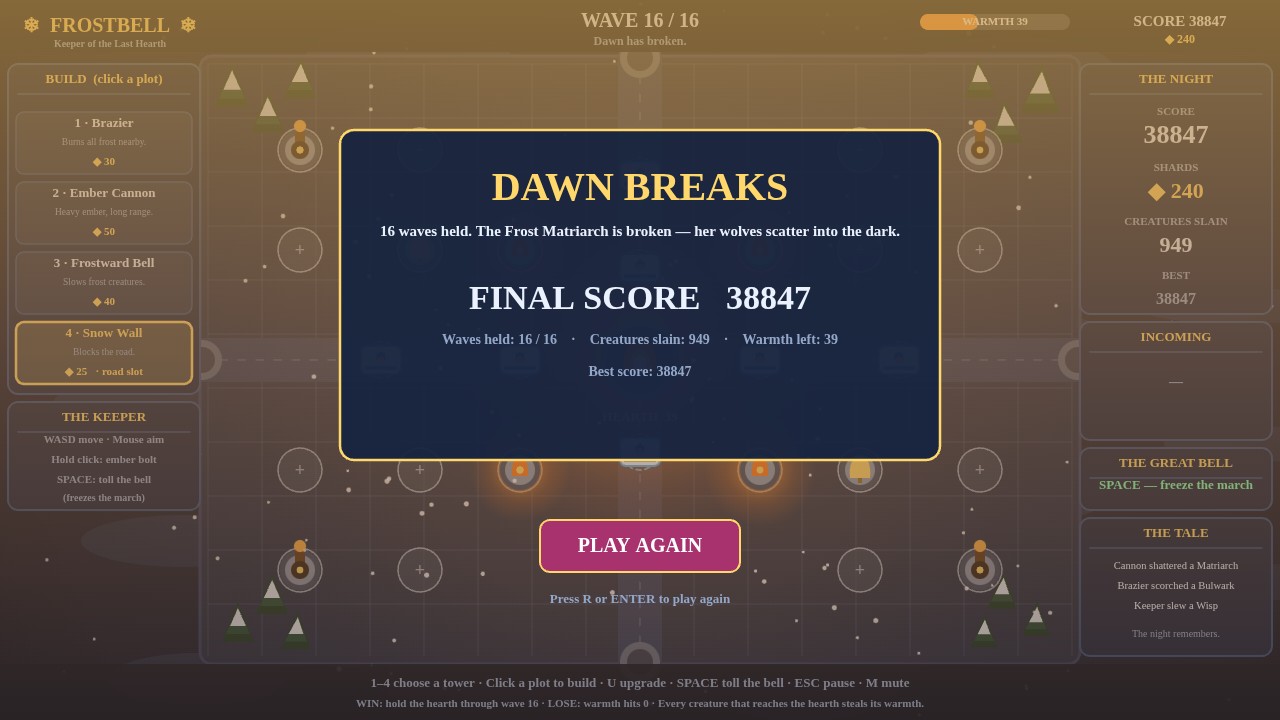 ❄ FROSTBELL ❄
Keeper of the Last Hearth
WAVE 16 / 16
Dawn has broken.
WARMTH 39
SCORE 38847
◆ 240
BUILD (click a plot)
1 · Brazier
Burns all frost nearby.
◆ 30
2 · Ember Cannon
Heavy ember, long range.
◆ 50
3 · Frostward Bell
Slows frost creatures.
◆ 40
4 · Snow Wall
Blocks the road.
◆ 25 · road slot
THE KEEPER
WASD move · Mouse aim
Hold click: ember bolt
SPACE: toll the bell
(freezes the march)
DAWN BREAKS
16 waves held. The Frost Matriarch is broken — her wolves scatter into the dark.
FINAL SCORE 38847
Waves held: 16 / 16 · Creatures slain: 949 · Warmth left: 39
Best score: 38847
PLAY AGAIN
Press R or ENTER to play again
THE NIGHT
SCORE
38847
SHARDS
◆ 240
CREATURES SLAIN
949
BEST
38847
INCOMING
—
THE GREAT BELL
SPACE — freeze the march
THE TALE
Cannon shattered a Matriarch
Brazier scorched a Bulwark
Keeper slew a Wisp
The night remembers.
1–4 choose a tower · Click a plot to build · U upgrade · SPACE toll the bell · ESC pause · M mute
WIN: hold the hearth through wave 16 · LOSE: warmth hits 0 · Every creature that reaches the hearth steals its warmth.